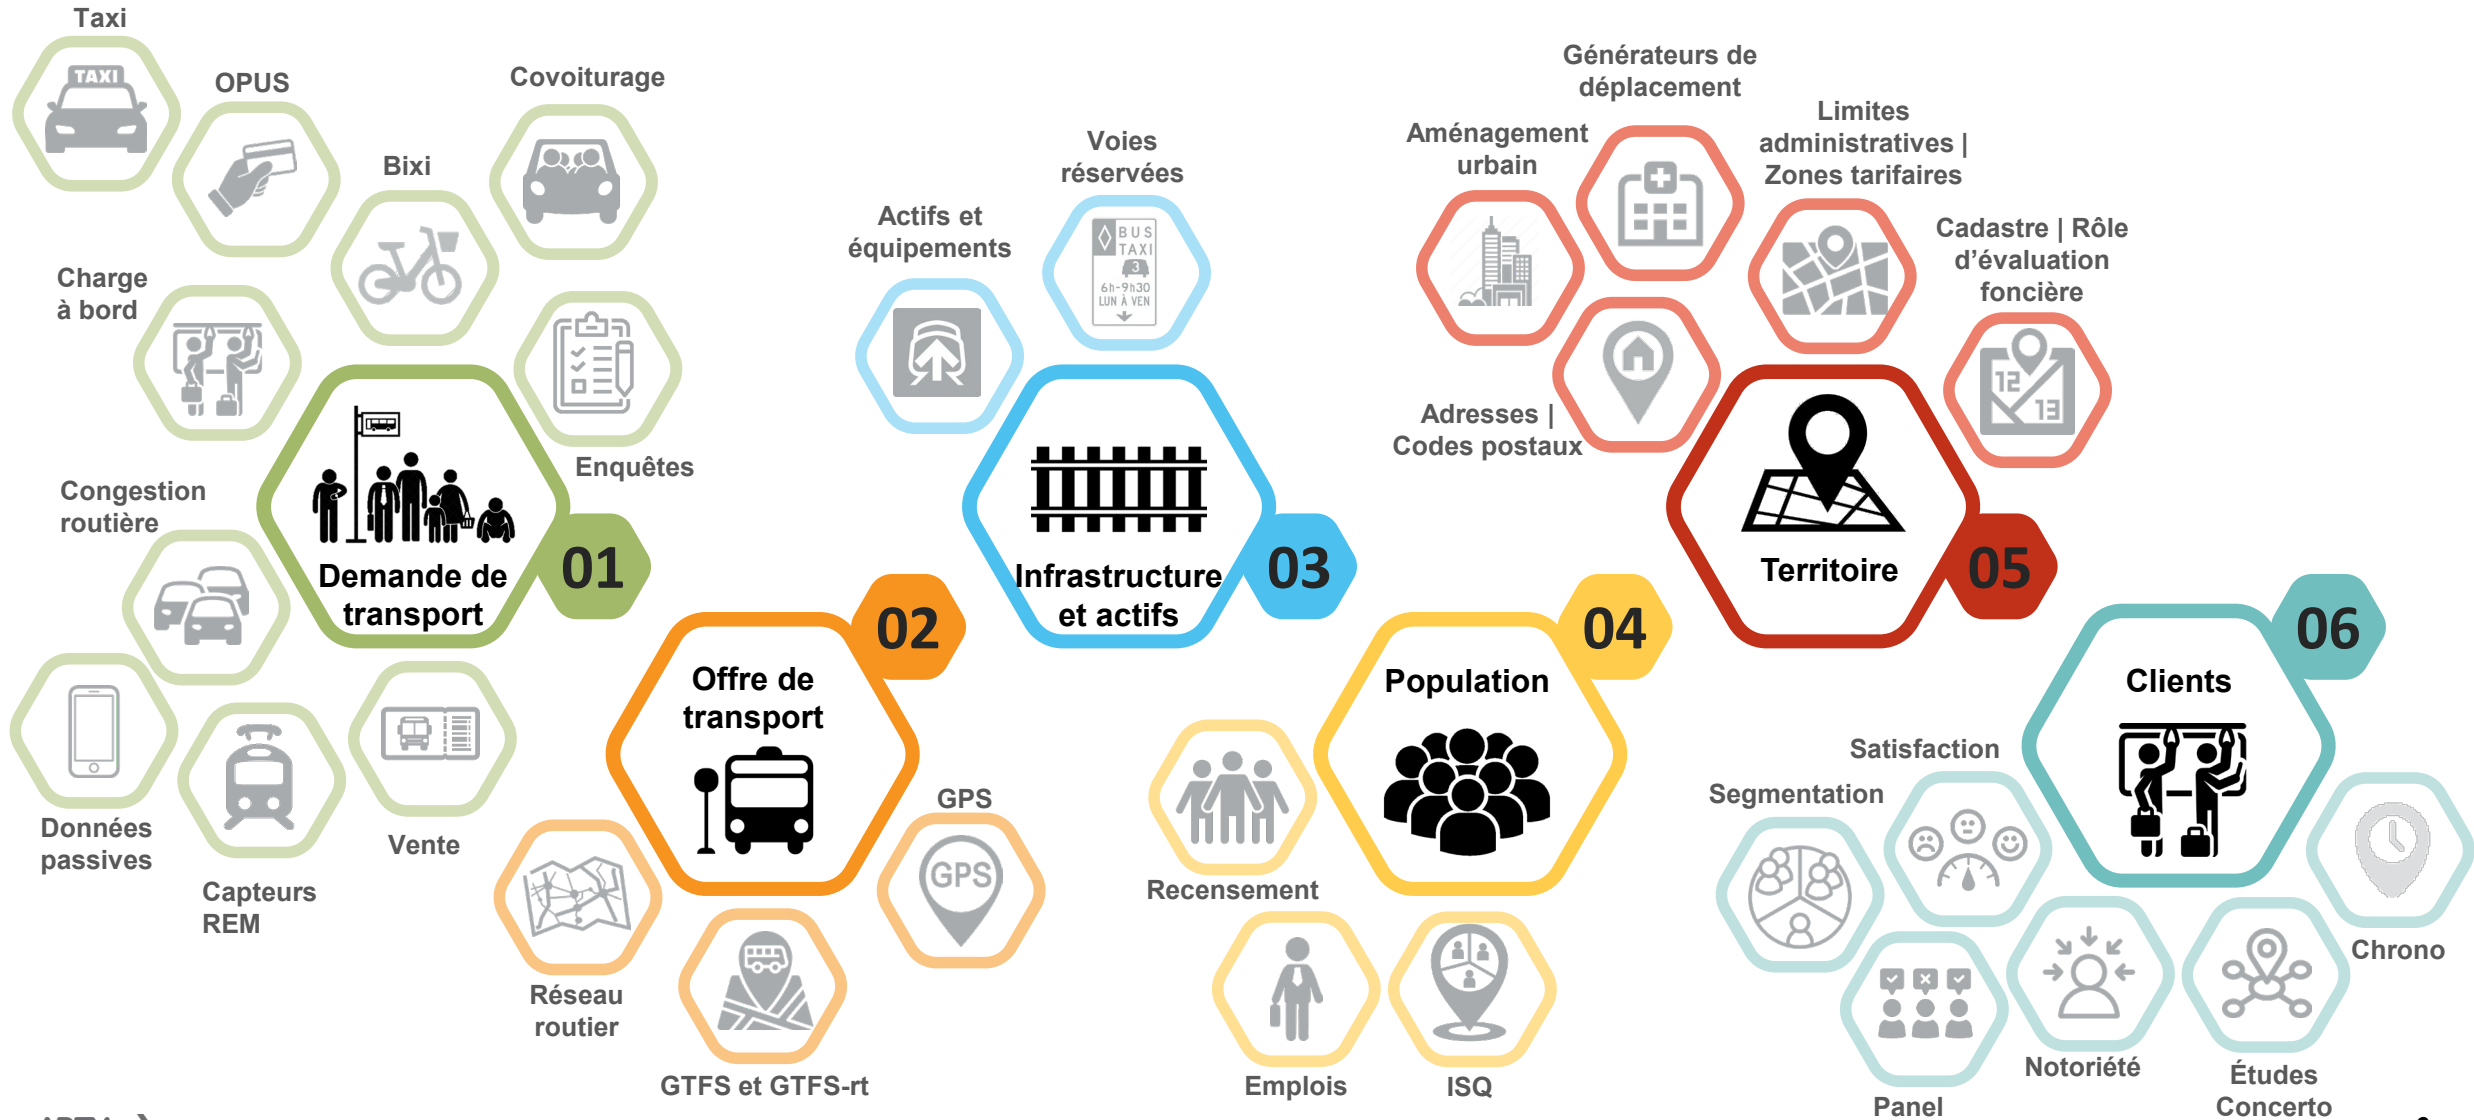 Taxi
TAXI
OPUS
Covoiturage
Bixi
Charge
à bord
Enquêtes
Demande de
transport
01
Congestion
routière
Données
passives
Capteurs
REM
Vente
02
Offre de
transport
GPS
GPS
Réseau
routier
GTFS et GTFS-rt
Voies
réservées
BUS
TAXI
3
6h-9h30
LUN À VEN
Actifs et
équipements
Infrastructure
et actifs
03
04
Population
Recensement
Emplois
ISQ
Générateurs de
déplacement
Aménagement
urbain
Limites
administratives |
Zones tarifaires
Cadastre | Rôle
d'évaluation
foncière
12
13
Adresses |
Codes postaux
Territoire
05
06
Clients
Satisfaction
Segmentation
Chrono
Notoriété
Études
Concerto
Panel